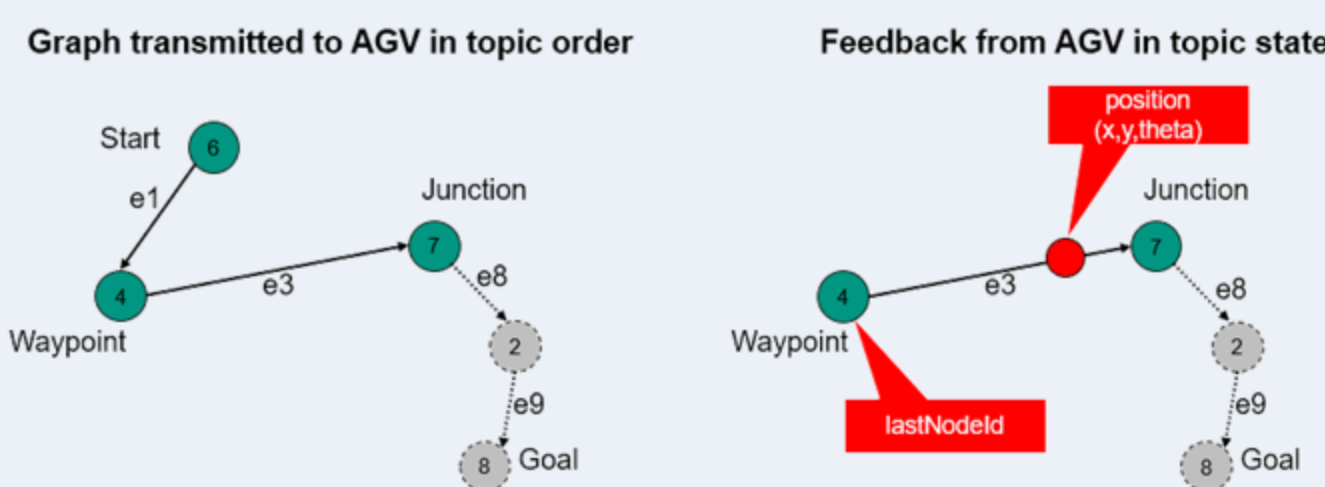 Graph transmitted to AGV in topic order
Start
6
e1
Junction
7
4
e3
e8
Waypoint
2
e9
8
Goal
Feedback from AGV in topic state
position
(x,y,theta)
Junction
7
4
e3
e8
Waypoint
2
lastNodeId
e9
8
Goal